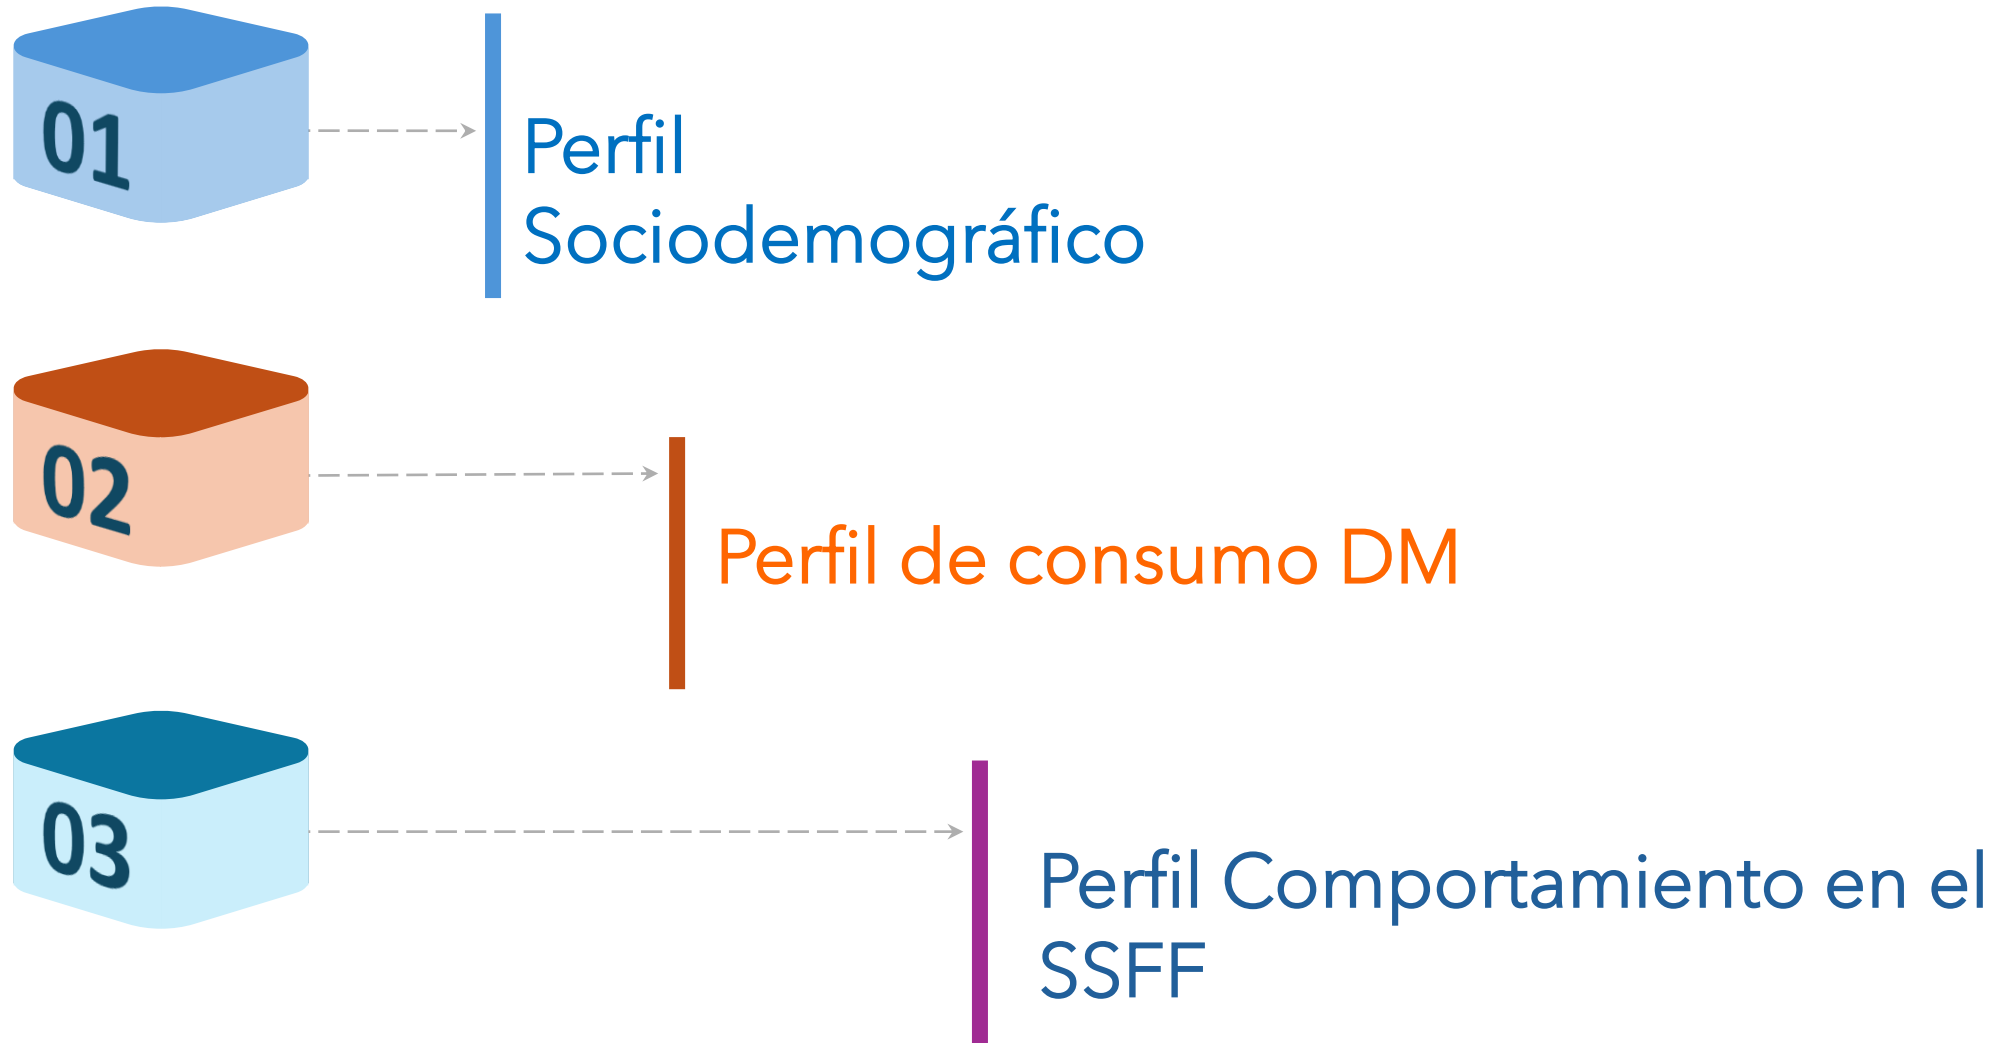 01
Perfil
Sociodemográfico
02
Perfil de consumo DM
03
Perfil Comportamiento en el
SSFF